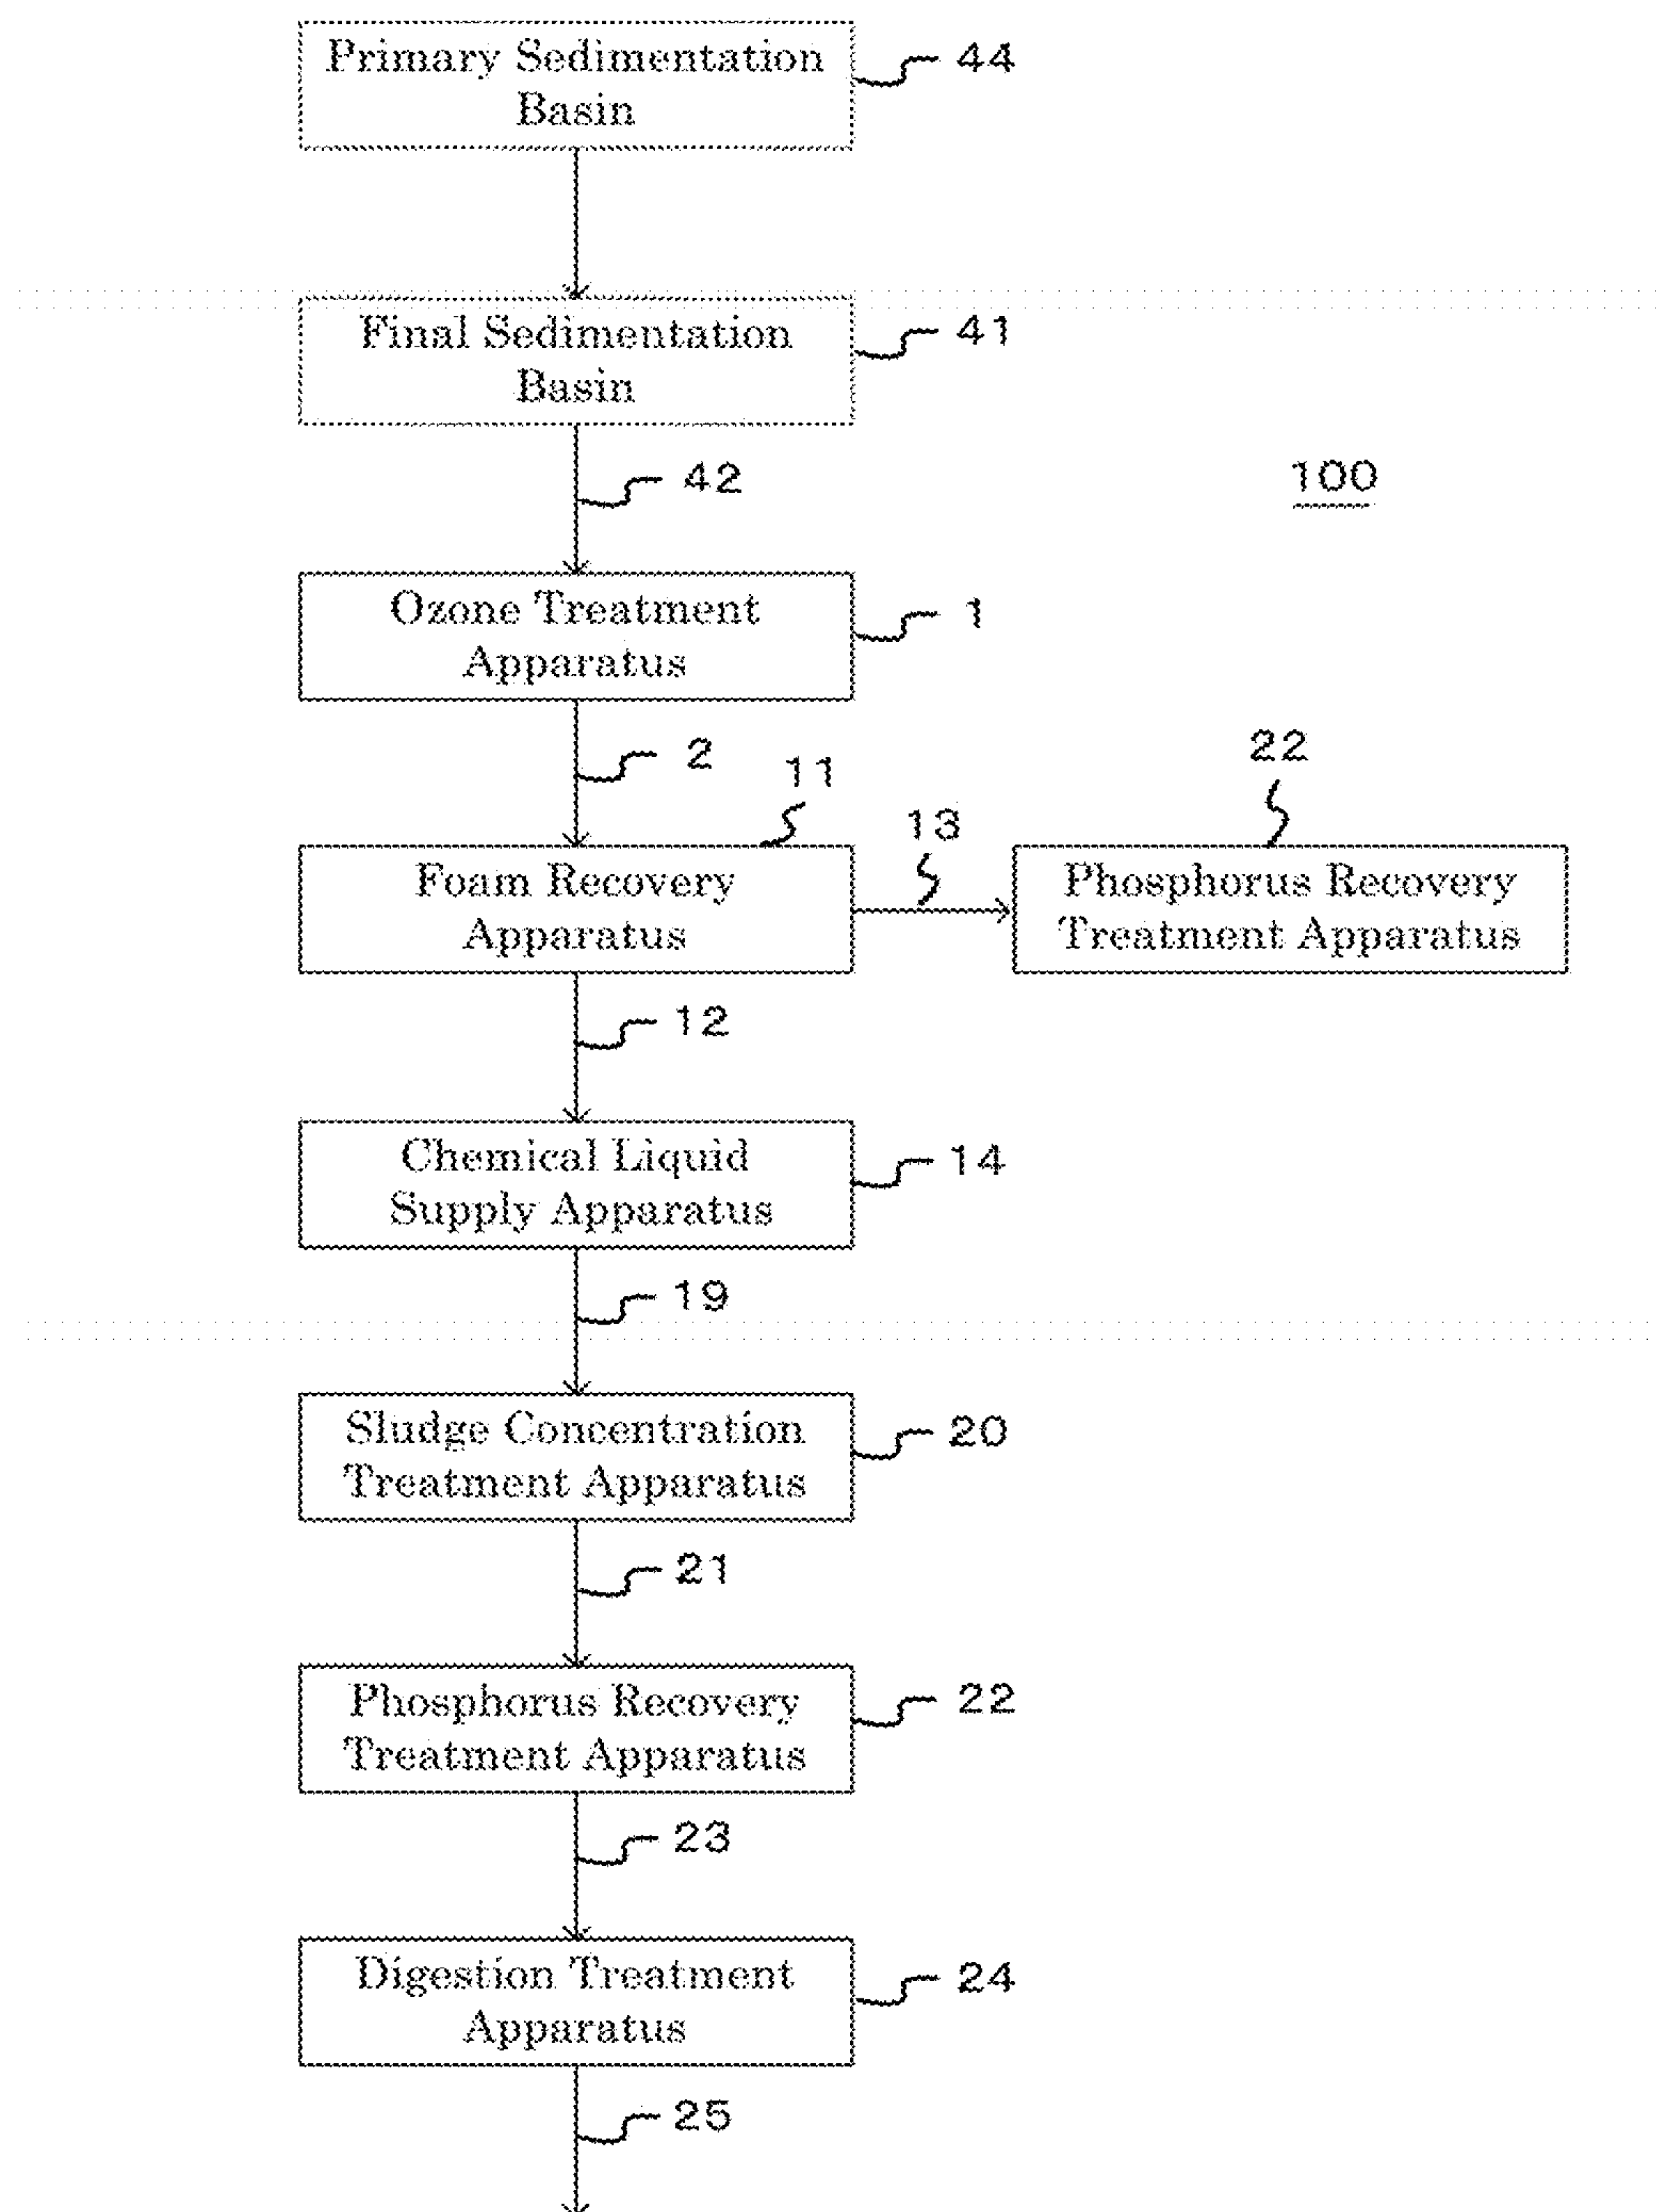 Primary Sedimentation
Basin
44
Final Sedimentation
Basin
41
42
100
Ozone Treatment
Apparatus
1
2
11
13
22
Foam Recovery
Apparatus
Phosphorus Recovery
Treatment Apparatus
12
Chemical Liquid
Supply Apparatus
14
19
Sludge Concentration
Treatment Apparatus
20
21
Phosphorus Recovery
Treatment Apparatus
22
23
Digestion Treatment
Apparatus
24
25